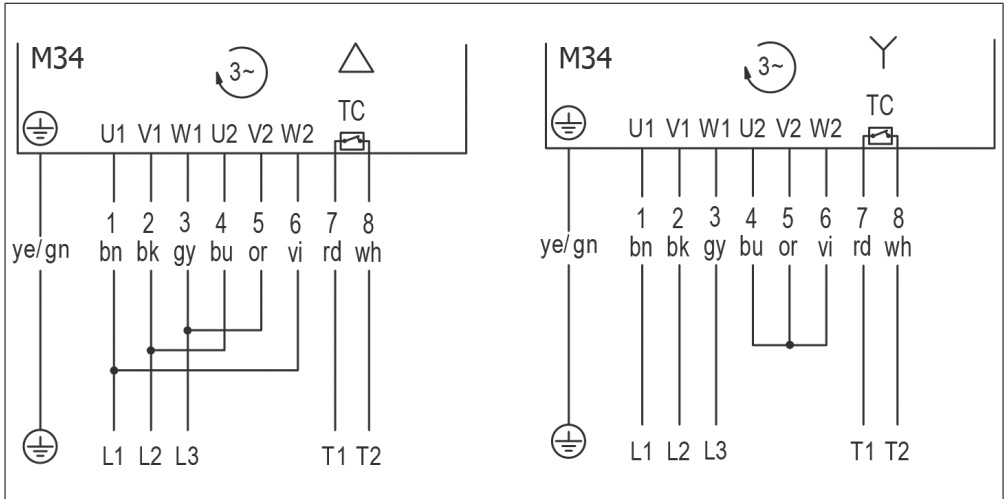 M34
3~
TC
U1 V1 W1 U2 V2 W2
1 2 3 4 5 6 7 8
ye/gn bn bk gy bu or vi rd wh
L1 L2 L3 T1 T2
M34
3~
TC
U1 V1 W1 U2 V2 W2
1 2 3 4 5 6 7 8
ye/gn bn bk gy bu or vi rd wh
L1 L2 L3 T1 T2